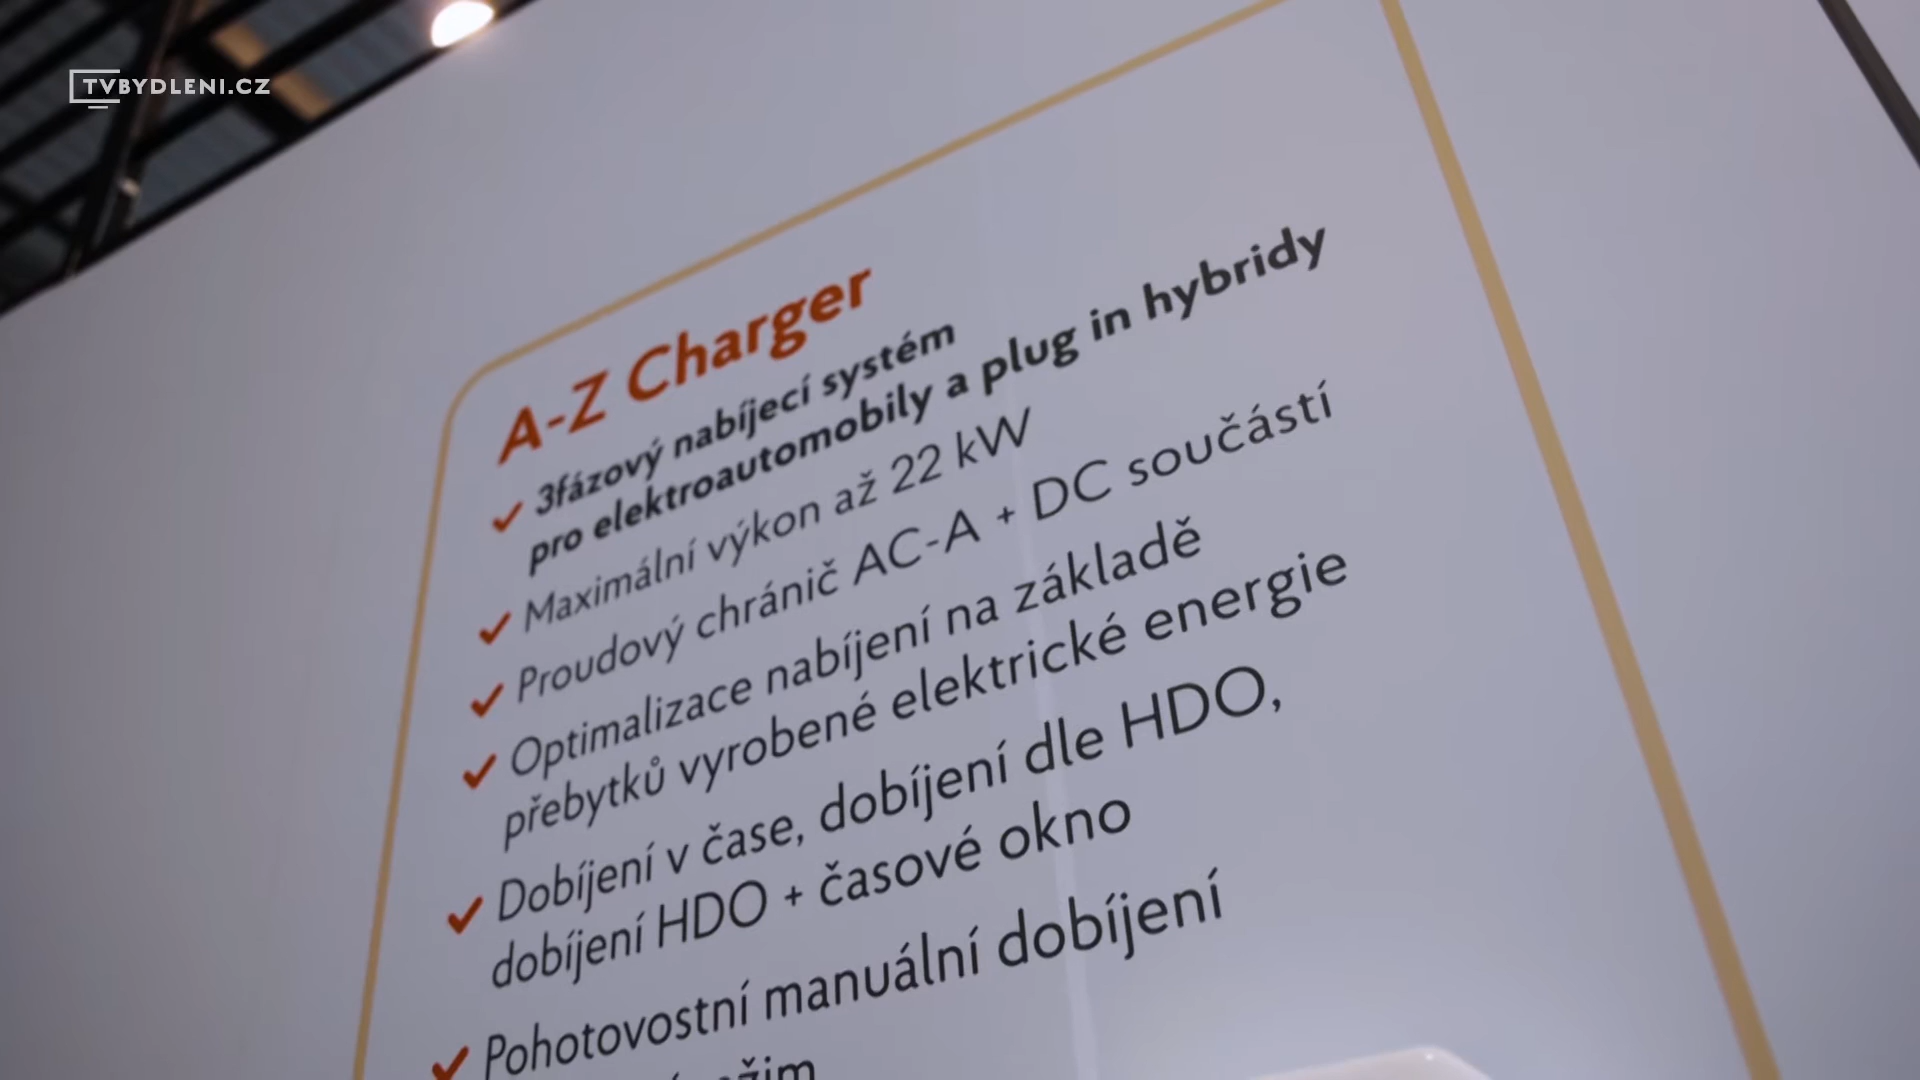 TVBYDLENI.CZ
A-Z Charger
3fázový nabíjecí systém
pro elektroautomobily a plug in hybridy
Maximální výkon až 22 kW
Proudový chránič AC-A + DC součástí
Optimalizace nabíjení na základě
přebytků vyrobené elektrické energie
Dobíjení v čase, dobíjení dle HDO,
dobíjení HDO + časové okno
Pohotovostní manuální dobíjení